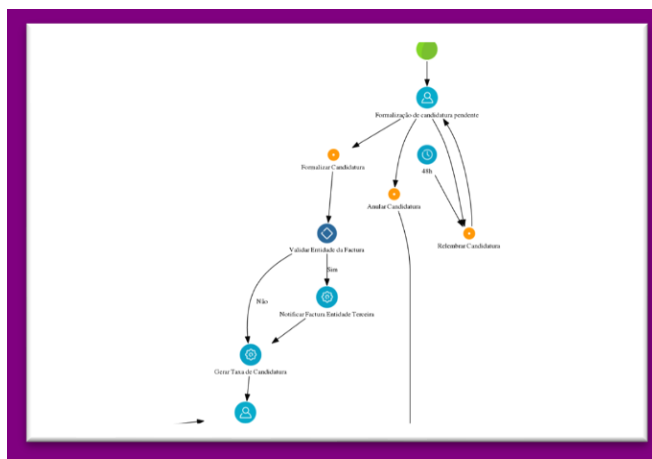 Formalização de candidatura pendente
Formalizar Candidatura
48h
Anular Candidatura
Relembrar Candidatura
Validar Entidade da Factura
Sim
Não
Notificar Factura Entidade Terceira
Gerar Taxa de Candidatura